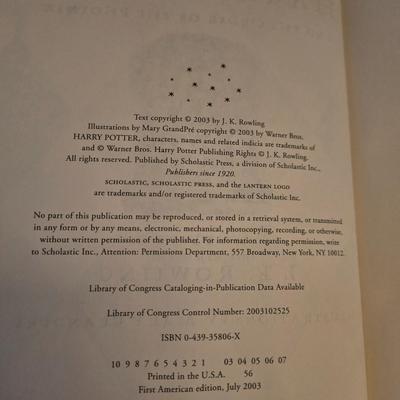 Text copyright © 2003 by J. K. Rowling
Illustrations by Mary GrandPré copyright © 2003 by Warner Bros.
HARRY POTTER, characters, names and related indicia are trademarks of
and © Warner Bros. Harry Potter Publishing Rights © J. K. Rowling.
All rights reserved. Published by Scholastic Press, a division of Scholastic Inc.,
Publishers since 1920.
SCHOLASTIC, SCHOLASTIC PRESS, and the LANTERN LOGO
are trademarks and/or registered trademarks of Scholastic Inc.
No part of this publication may be reproduced, or stored in a retrieval system, or transmitted
in any form or by any means, electronic, mechanical, photocopying, recording, or otherwise,
without written permission of the publisher. For information regarding permission, write
to Scholastic Inc., Attention: Permissions Department, 557 Broadway, New York, NY 10012.
Library of Congress Cataloging-in-Publication Data Available
Library of Congress Control Number: 2003102525
ISBN 0-439-35806-X
10 9 8 7 6 5 4 3 2 1 03 04 05 06 07
Printed in the U.S.A. 56
First American edition, July 2003